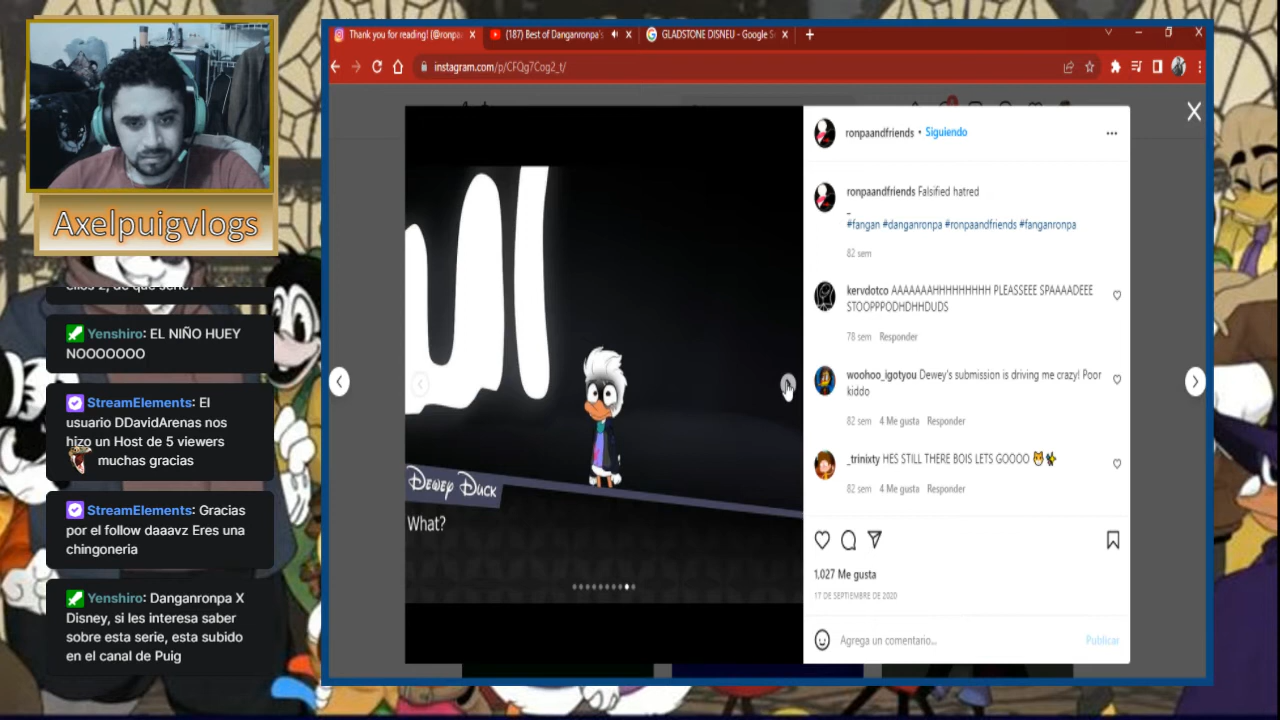 Thank you for reading! (@ronpa
(187) Best of Danganronpa's
GLADSTONE DISNEU - Google S
instagram.com/p/CFQg7Cog2_t/
Axelpuigvlogs
Yenshiro: EL NIÑO HUEY
NOOOOOOO
StreamElements: El
usuario DDavidArenas nos
hizo un Host de 5 viewers
muchas gracias
StreamElements: Gracias
por el follow daaavz Eres una
chingoneria
Yenshiro: Danganronpa X
Disney, si les interesa saber
sobre esta serie, esta subido
en el canal de Puig
UI
Dewey Duck
What?
ronpaandfriends • Siguiendo
ronpaandfriends Falsified hatred
_
#fangan #danganronpa #ronpaandfriends #fanganronpa
82 sem
kervdotco AAAAAAAHHHHHHHHH PLEASSEEE SPAAAADEEE
STOOPPPODHDHHDUDS
78 sem Responder
woohoo_igotyou Dewey's submission is driving me crazy! Poor
kiddo
82 sem 4 Me gusta Responder
_trinixty HES STILL THERE BOIS LETS GOOOO
82 sem 4 Me gusta Responder
1,027 Me gusta
17 DE SEPTIEMBRE DE 2020
Agrega un comentario...
Publicar